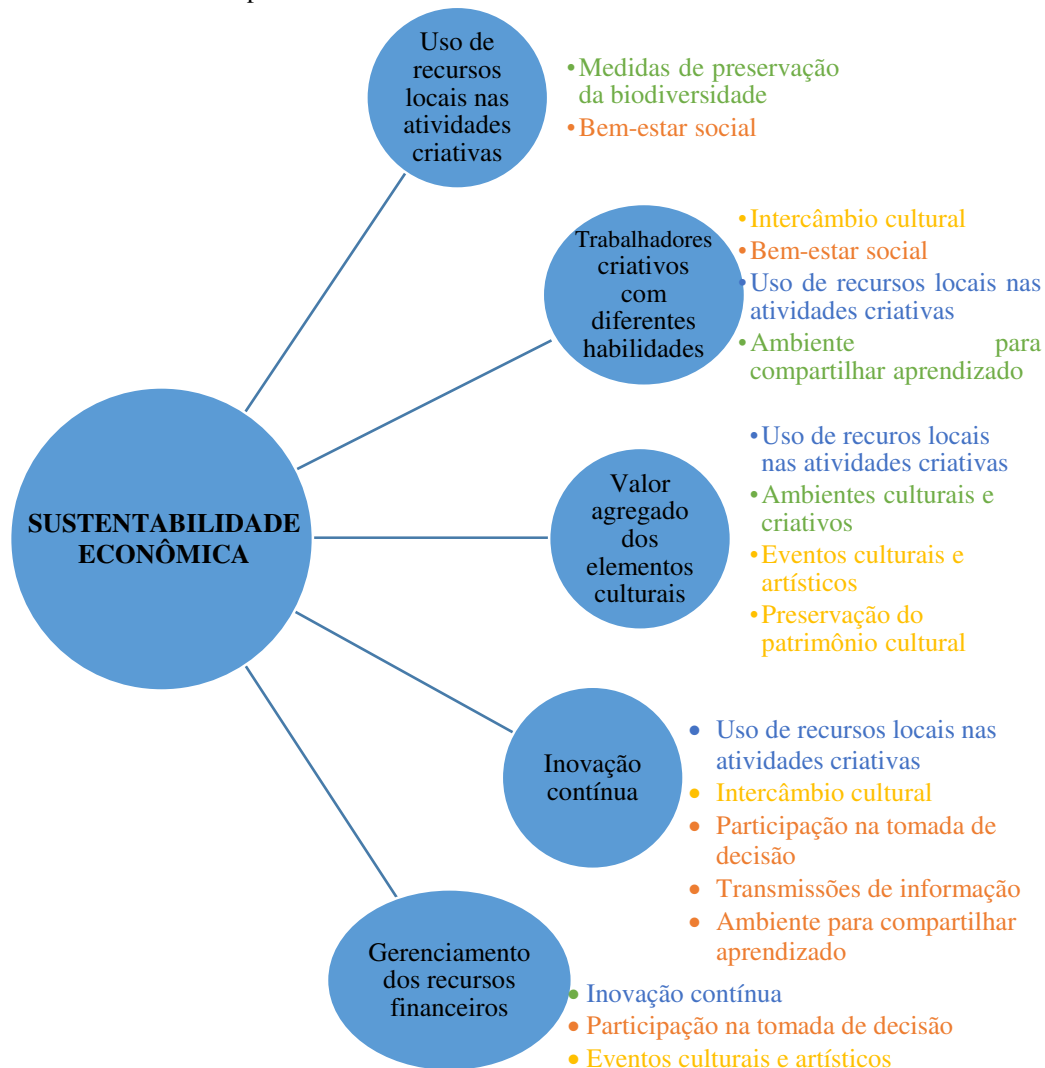 Uso de
recursos
locais nas
atividades
criativas
•Medidas de preservação
da biodiversidade
•Bem-estar social
Trabalhadores
criativos
com
diferentes
habilidades
•Intercâmbio cultural
•Bem-estar social
•Uso de recursos locais nas
atividades criativas
•Ambiente para
compartilhar aprendizado
SUSTENTABILIDADE
ECONÔMICA
Valor
agregado
dos
elementos
culturais
•Uso de recuros locais
nas atividades criativas
•Ambientes culturais e
criativos
•Eventos culturais e
artísticos
•Preservação do
patrimônio cultural
Inovação
contínua
• Uso de recursos locais nas
atividades criativas
• Intercâmbio cultural
• Participação na tomada de
decisão
• Transmissões de informação
• Ambiente para compartilhar
aprendizado
Gerenciamento
dos recursos
financeiros
• Inovação contínua
• Participação na tomada de decisão
• Eventos culturais e artísticos